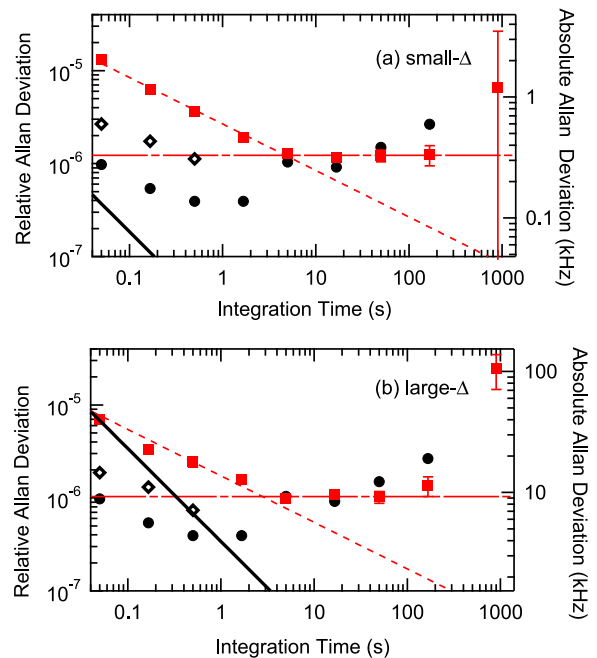 (a) small-Δ
Relative Allan Deviation
10^-5
10^-6
10^-7
1
0.1
Absolute Allan Deviation (kHz)
0.1 1 10 100 1000
Integration Time (s)
(b) large-Δ
Relative Allan Deviation
10^-5
10^-6
10^-7
100
10
Absolute Allan Deviation (kHz)
0.1 1 10 100 1000
Integration Time (s)